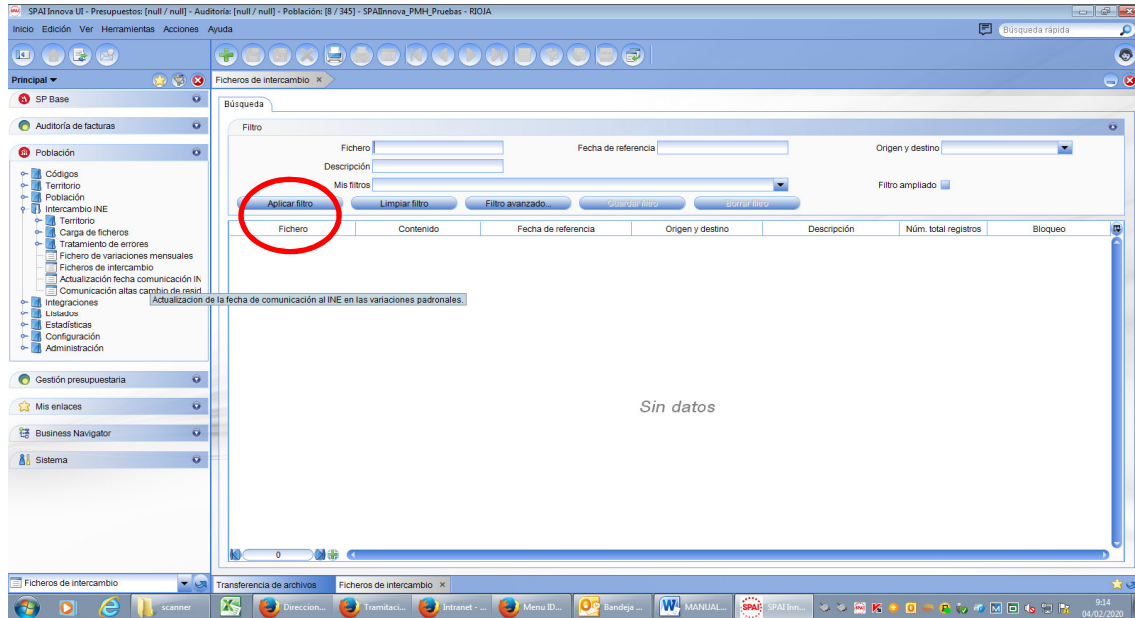 SPAI Innova UI - Presupuestos: [null / null] - Auditoría: [null / null] - Población: [8 / 345] - SPAIInnova_PMH_Pruebas - RIOJA
Inicio Edición Ver Herramientas Acciones Ayuda
Búsqueda rápida
Principal
Ficheros de intercambio ×
SP Base
Auditoría de facturas
Población
Códigos
Territorio
Población
Intercambio INE
Territorio
Carga de ficheros
Tratamiento de errores
Fichero de variaciones mensuales
Ficheros de intercambio
Actualización fecha comunicación IN
Comunicación altas cambio de resid
Actualizacion de la fecha de comunicación al INE en las variaciones padronales.
Integraciones
Listados
Estadísticas
Configuración
Administración
Gestión presupuestaria
Mis enlaces
Business Navigator
Sistema
Búsqueda
Filtro
Fichero
Fecha de referencia
Origen y destino
Descripción
Mis filtros
Filtro ampliado
Aplicar filtro Limpiar filtro Filtro avanzado... Guardar filtro Borrar filtro
Fichero Contenido Fecha de referencia Origen y destino Descripción Núm. total registros Bloqueo
Sin datos
0
Ficheros de intercambio
Transferencia de archivos Ficheros de intercambio ×
scanner Direccion... Tramitaci... Intranet - ... Menu ID... Bandeja ... MANUAL... SPAI Inn...
9:14
04/02/2020